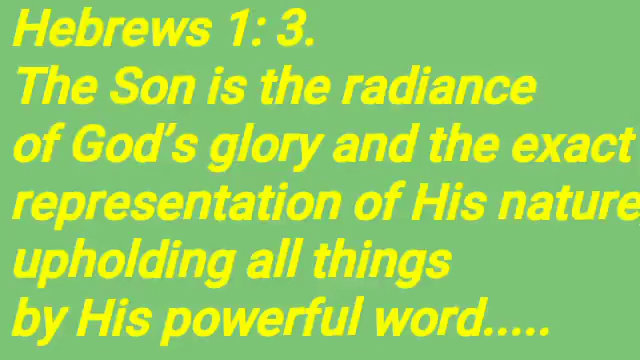 Hebrews 1: 3.
The Son is the radiance
of God’s glory and the exact
representation of His nature,
upholding all things
by His powerful word.....